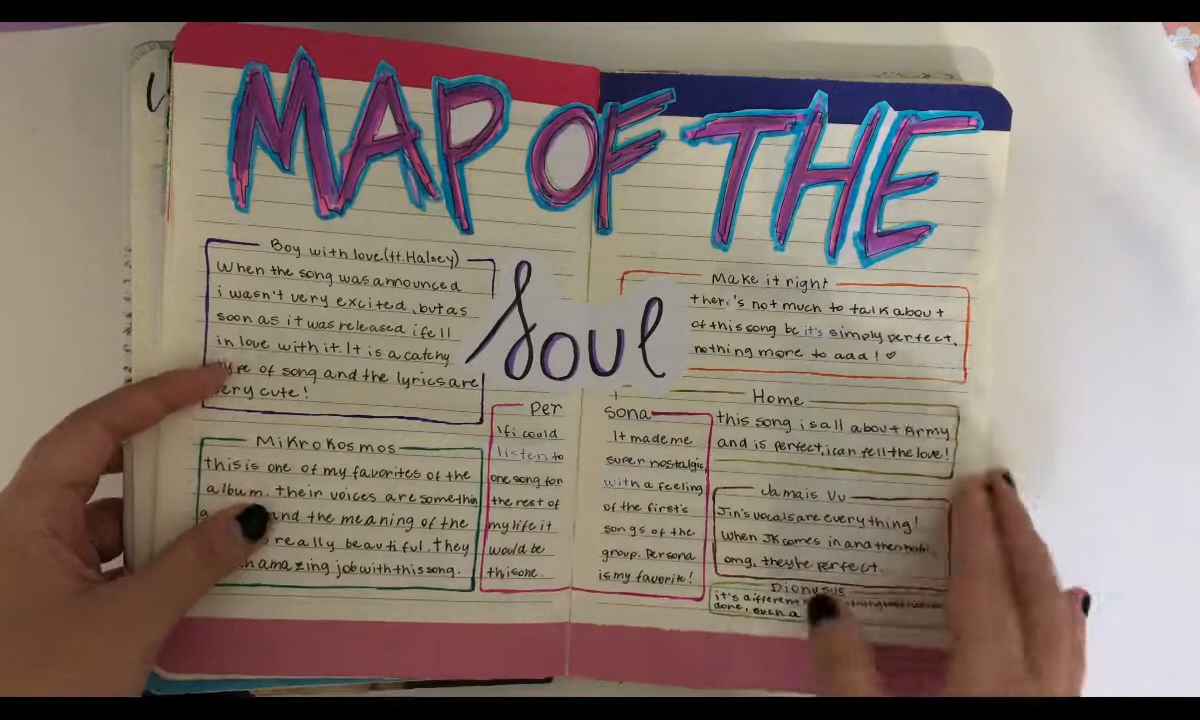 MAP OF THE
Soul
Boy with love (ft. Halsey)
When the song was announced
i wasn't very excited, but as
soon as it was released i fell
in love with it. It is a catchy
type of song and the lyrics are
very cute!
Mikrokosmos
this is one of my favorites of the
album. their voices are somethin
and the meaning of the
really beautiful. They
amazing job with this song.
Per
If i could
listen to
one song for
the rest of
my life it
would be
this one.
sona
It made me
super nostalgic,
with a feeling
of the first's
songs of the
group. Persona
is my favorite!
Make it right
there's not much to talk about
of this song bc it's simply perfect,
nothing more to add! ♡
Home
this song is all about Army
and is perfect, i can fell the love!
Jamais Vu
Jin's vocals are everything!
When JK comes in and then hobi
omg, they're perfect.
Dionysus
it's different
done, such a